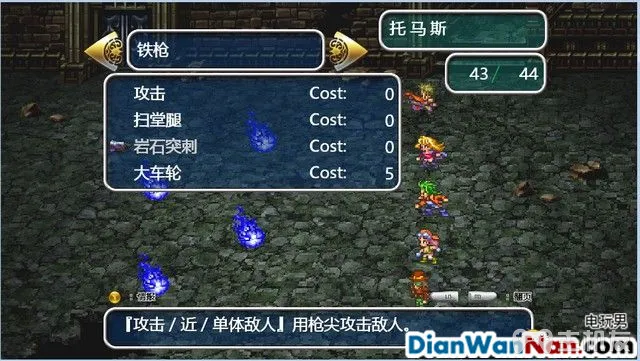 托马斯
铁枪
43 / 44
攻击 Cost: 0
扫堂腿 Cost: 0
岩石突刺 Cost: 0
大车轮 Cost: 5
『攻击／近／单体敌人』用枪尖攻击敌人。
电玩男
DianWanNan.com